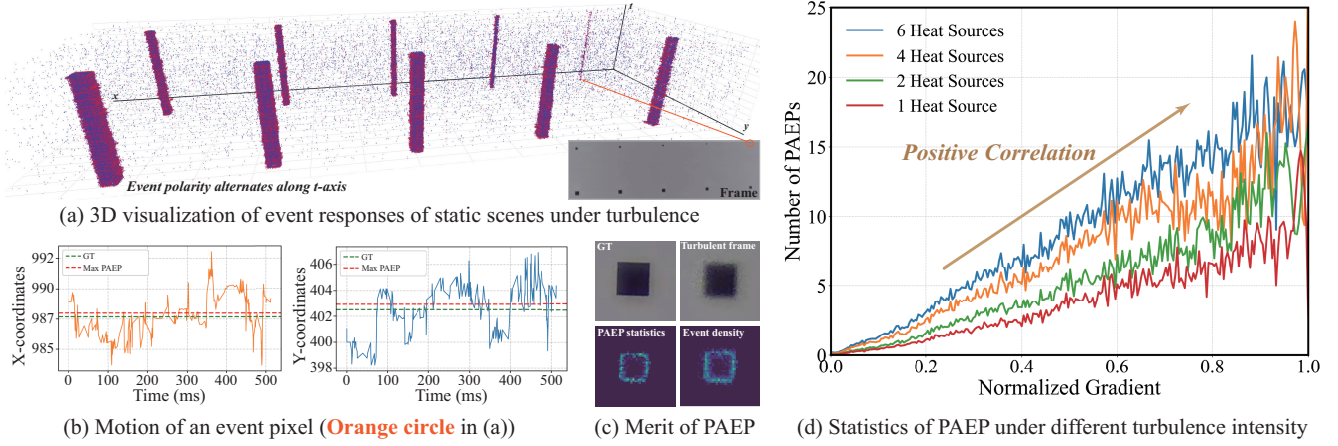 t
x
y
Event polarity alternates along t-axis
Frame
(a) 3D visualization of event responses of static scenes under turbulence
X-coordinates
992
990
987
985
GT
Max PAEP
0 100 200 300 400 500
Time (ms)
Y-coordinates
406
404
402
400
398
GT
Max PAEP
0 100 200 300 400 500
Time (ms)
(b) Motion of an event pixel (Orange circle in (a))
GT
Turbulent frame
PAEP statistics
Event density
(c) Merit of PAEP
Number of PAEPs
25
20
15
10
5
0
6 Heat Sources
4 Heat Sources
2 Heat Sources
1 Heat Source
Positive Correlation
0.0 0.2 0.4 0.6 0.8 1.0
Normalized Gradient
(d) Statistics of PAEP under different turbulence intensity